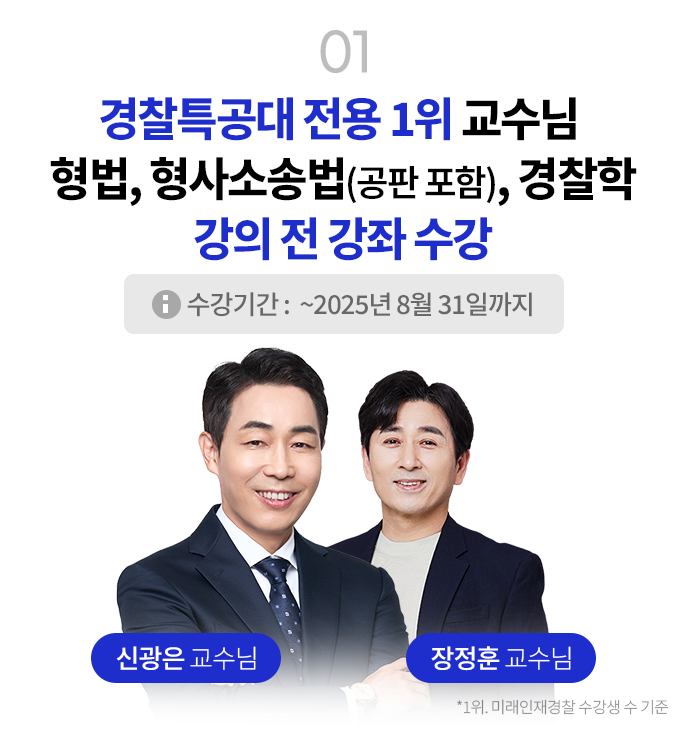 01
경찰특공대 전용 1위 교수님
형법, 형사소송법(공판 포함), 경찰학
강의 전 강좌 수강
수강기간 : ~2025년 8월 31일까지
신광은 교수님
장정훈 교수님
*1위. 미래인재경찰 수강생 수 기준